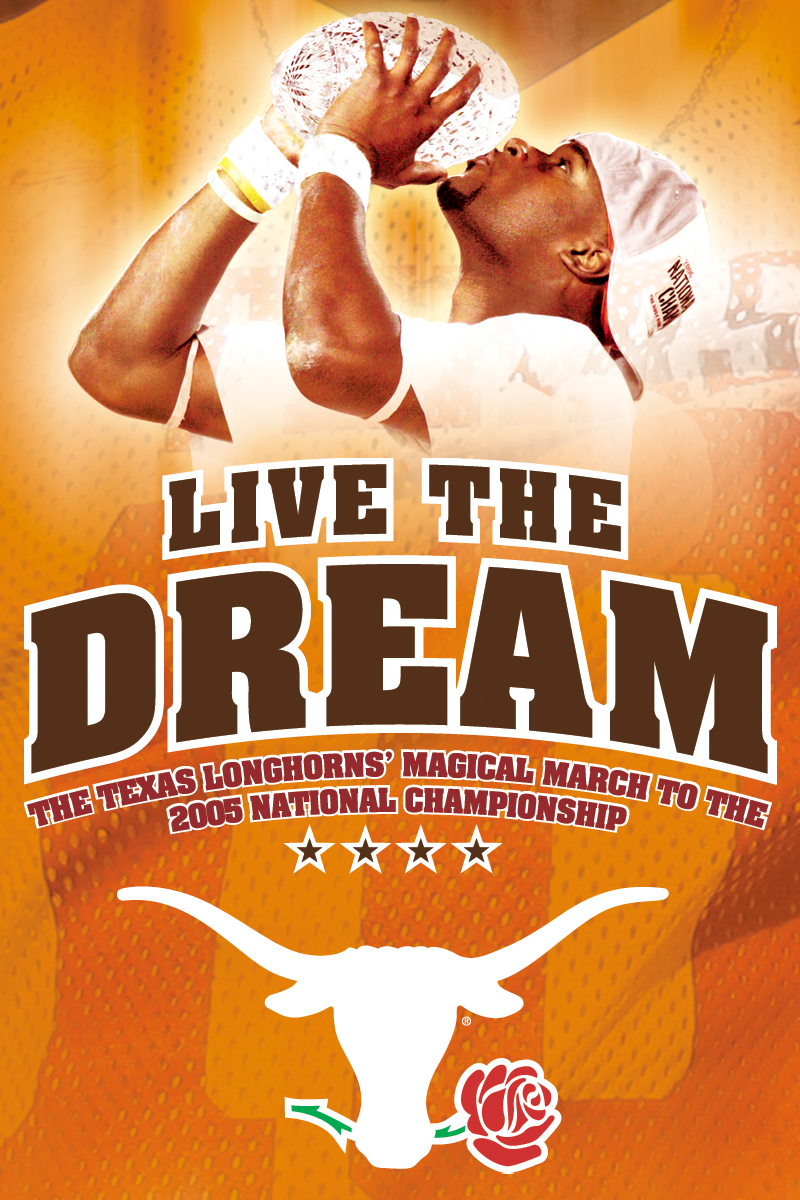 LIVE THE
DREAM
THE TEXAS LONGHORNS' MAGICAL MARCH TO THE
2005 NATIONAL CHAMPIONSHIP
®